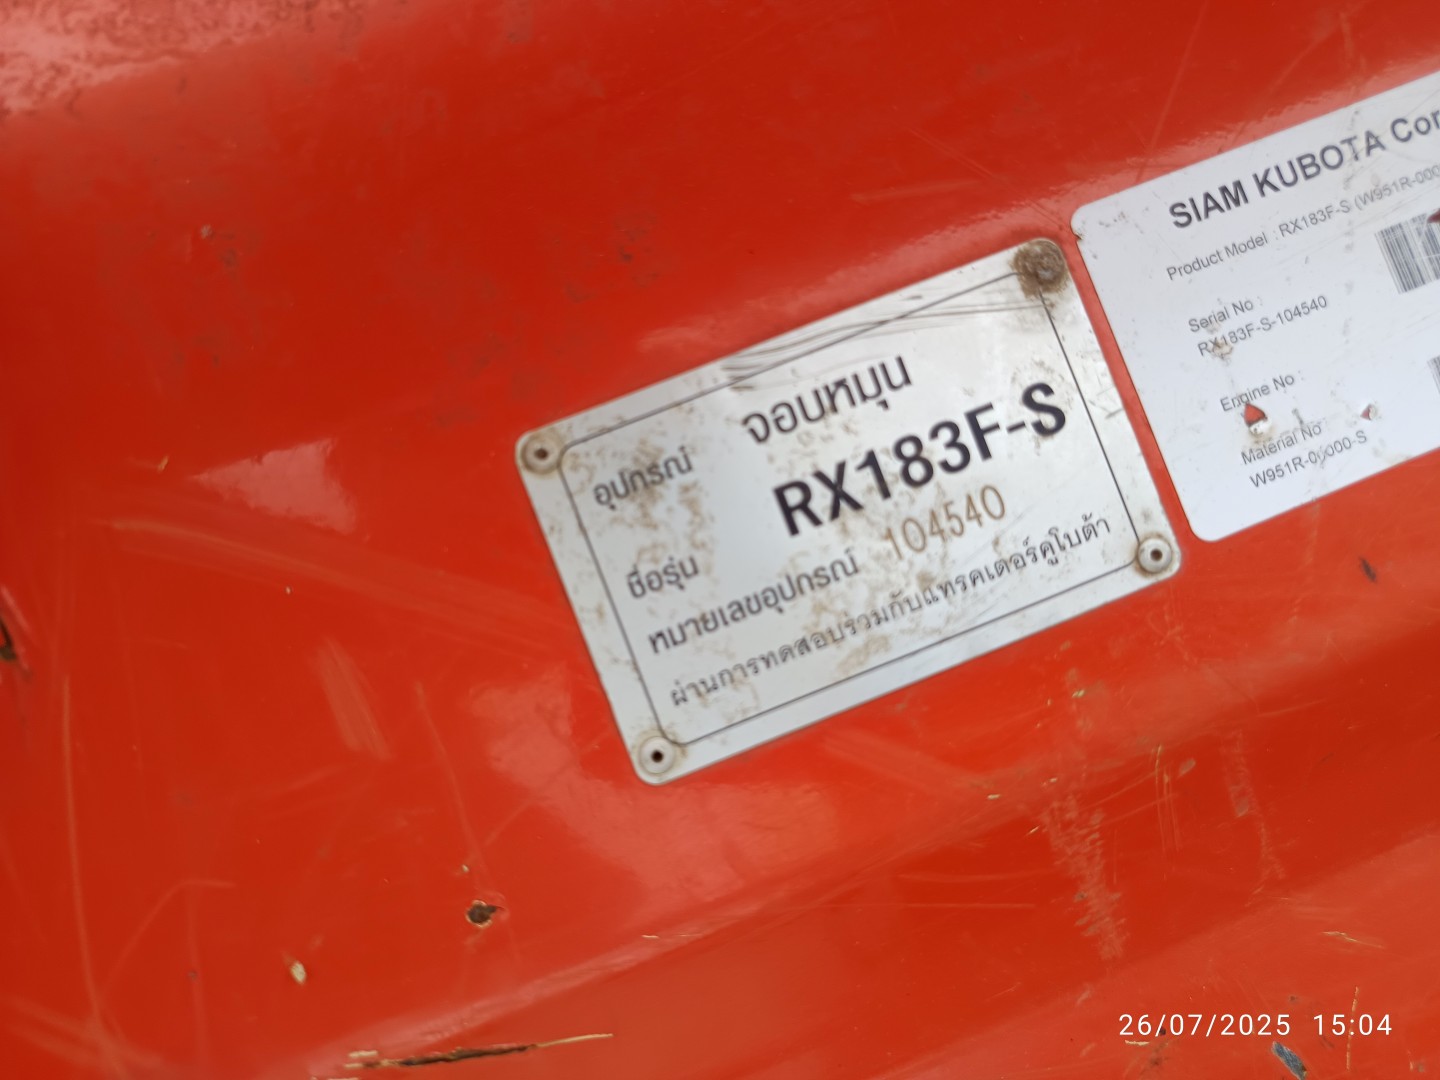 อุปกรณ์ จอบหมุน
ชื่อรุ่น RX183F-S
หมายเลขอุปกรณ์ 104540
ผ่านการทดสอบร่วมกับแทรคเตอร์คูโบต้า
SIAM KUBOTA
Product Model : RX183F-S (W951R-000
Serial No :
RX183F-S-104540
Engine No :
Material No
W951R-00000-S
26/07/2025 15:04